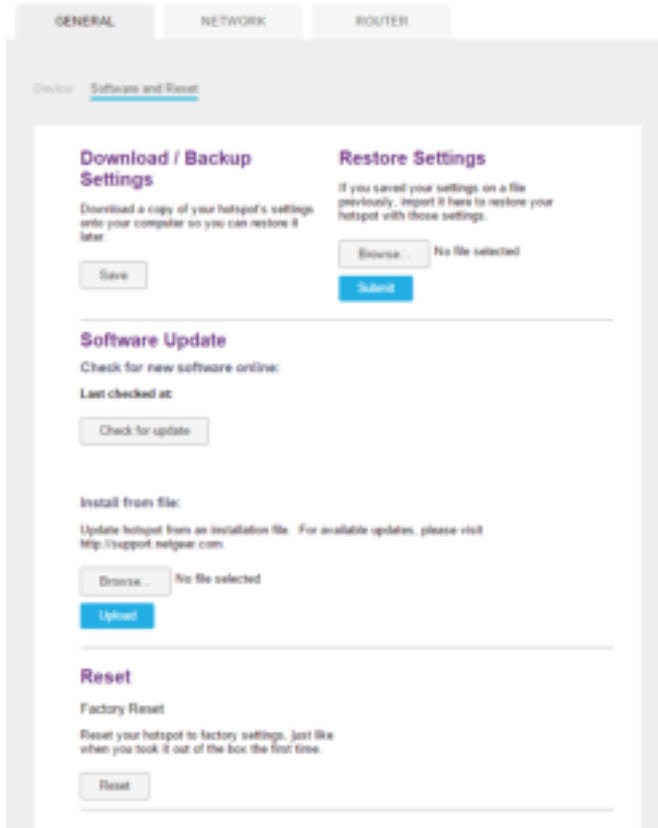 GENERAL
NETWORK
ROUTER
Device
Software and Reset
Download / Backup
Settings
Download a copy of your hotspot's settings
onto your computer so you can restore it
later.
Save
Restore Settings
If you saved your settings on a file
previously, import it here to restore your
hotspot with those settings.
Browse...
No file selected
Submit
Software Update
Check for new software online:
Last checked at:
Check for update
Install from file:
Update hotspot from an installation file. For available updates, please visit
http://support.netgear.com.
Browse...
No file selected
Upload
Reset
Factory Reset
Reset your hotspot to factory settings, just like
when you took it out of the box the first time.
Reset